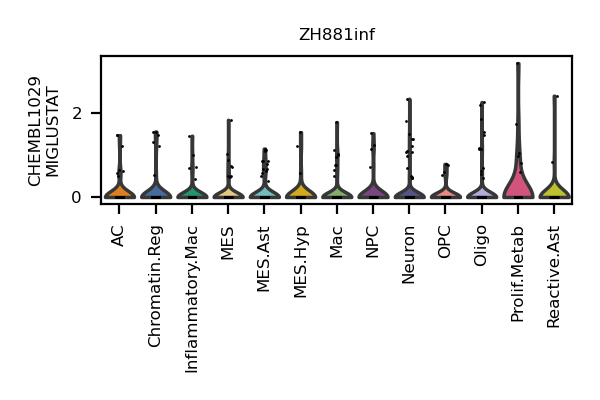 ZH881inf
CHEMBL1029
MIGLUSTAT
2
0
AC
Chromatin.Reg
Inflammatory.Mac
MES
MES.Ast
MES.Hyp
Mac
NPC
Neuron
OPC
Oligo
Prolif.Metab
Reactive.Ast